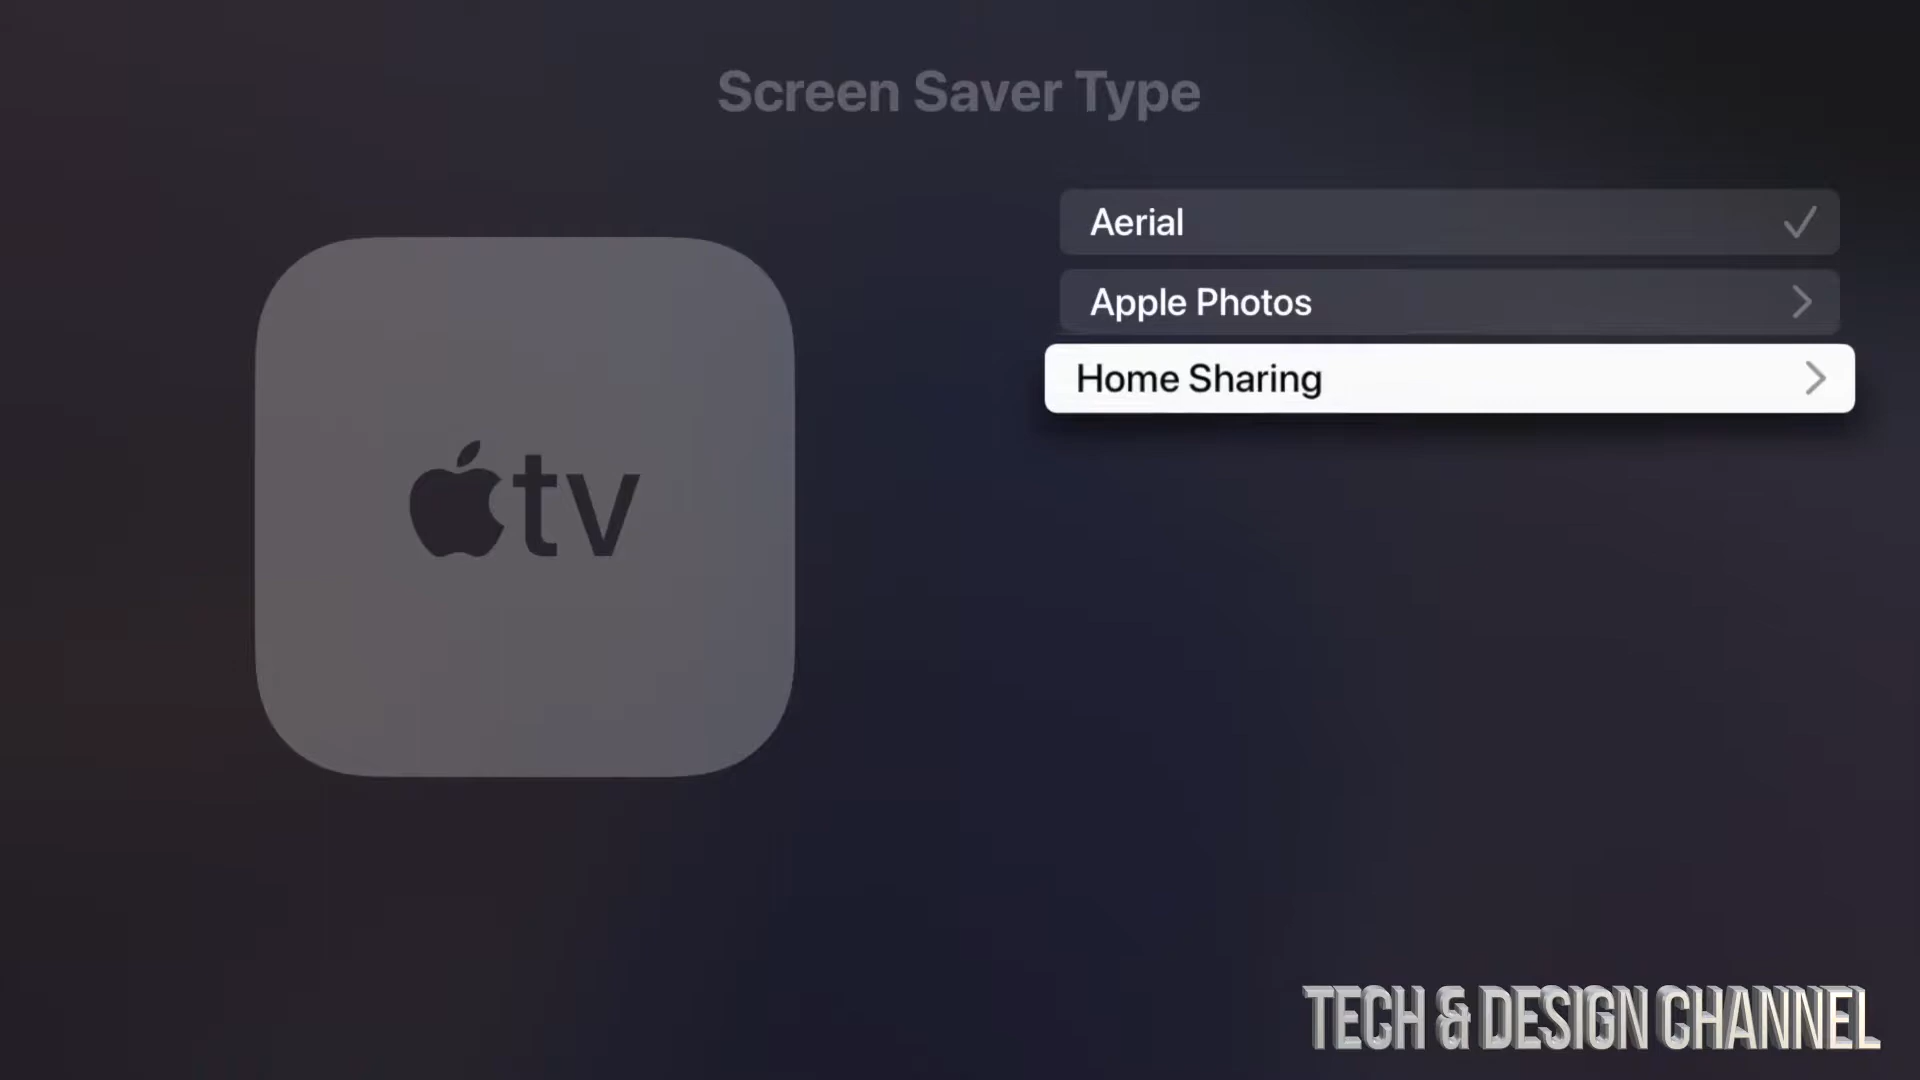 Screen Saver Type
Aerial
Apple Photos
Home Sharing
tv
TECH & DESIGN CHANNEL